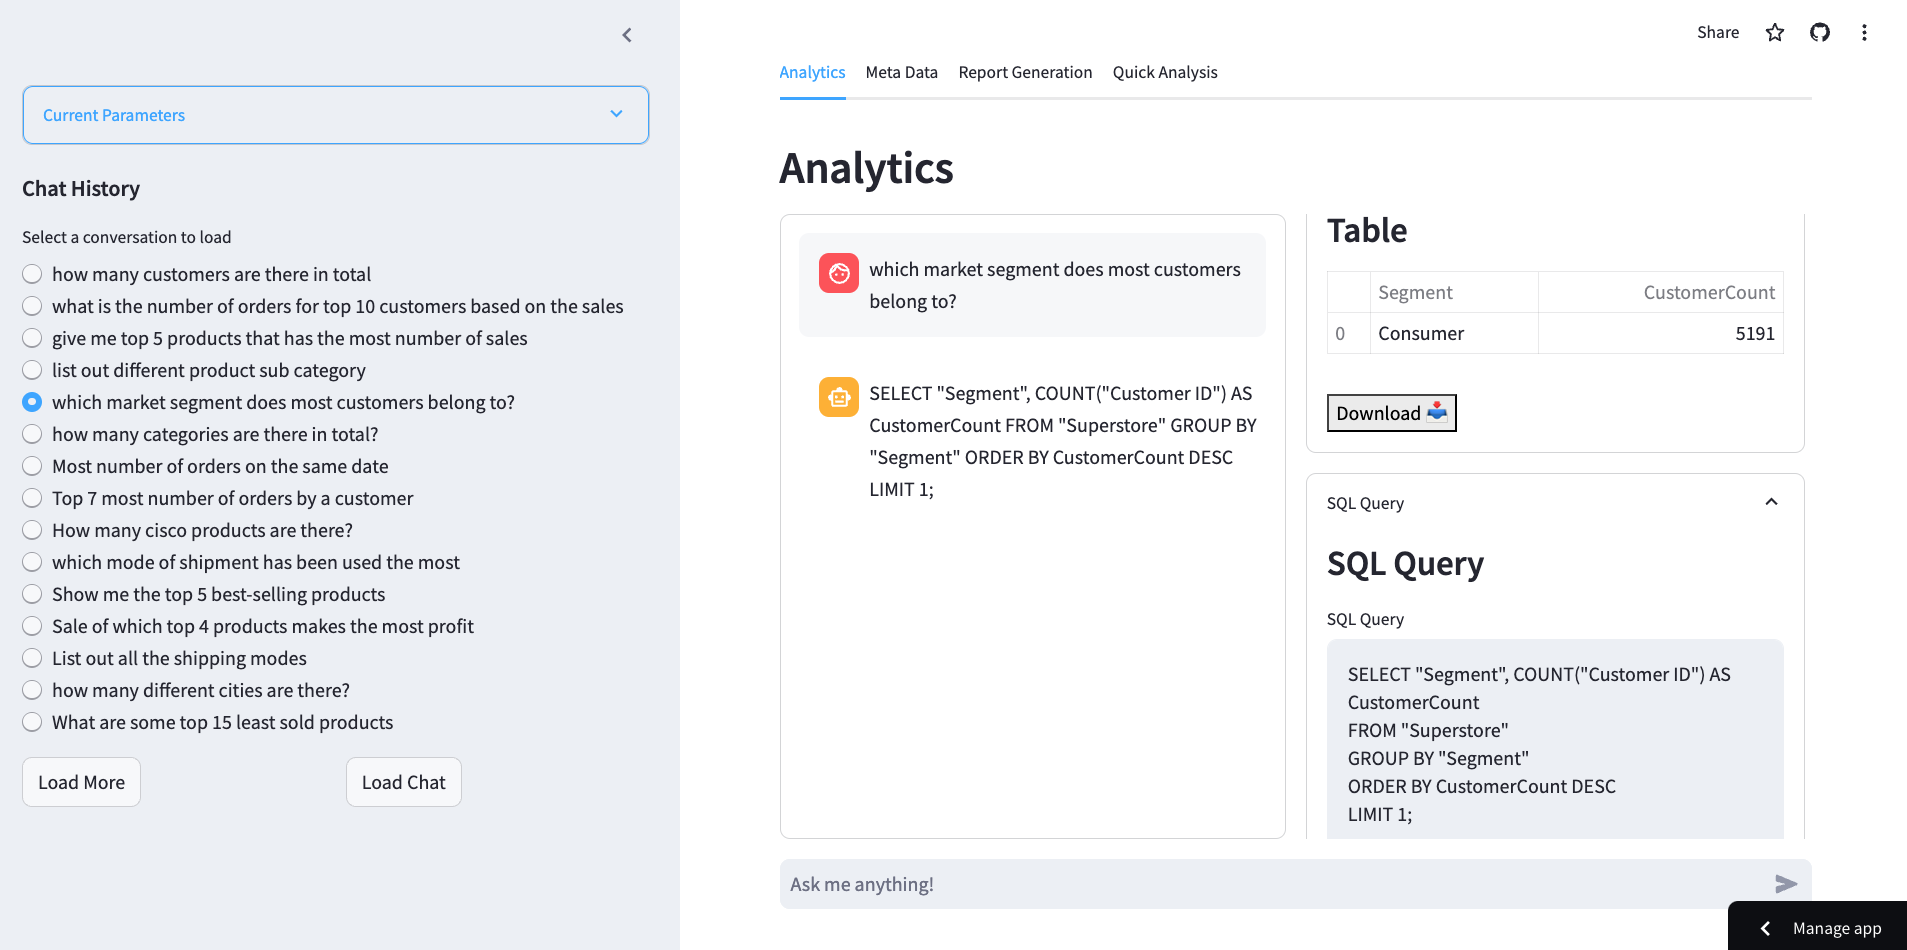 Current Parameters
Chat History
Select a conversation to load
how many customers are there in total
what is the number of orders for top 10 customers based on the sales
give me top 5 products that has the most number of sales
list out different product sub category
which market segment does most customers belong to?
how many categories are there in total?
Most number of orders on the same date
Top 7 most number of orders by a customer
How many cisco products are there?
which mode of shipment has been used the most
Show me the top 5 best-selling products
Sale of which top 4 products makes the most profit
List out all the shipping modes
how many different cities are there?
What are some top 15 least sold products
Load More
Load Chat
Share
Analytics
Meta Data
Report Generation
Quick Analysis
Analytics
which market segment does most customers
belong to?
SELECT "Segment", COUNT("Customer ID") AS
CustomerCount FROM "Superstore" GROUP BY
"Segment" ORDER BY CustomerCount DESC
LIMIT 1;
Table
Segment CustomerCount
0 Consumer 5191
Download
SQL Query
SQL Query
SQL Query
SELECT "Segment", COUNT("Customer ID") AS
CustomerCount
FROM "Superstore"
GROUP BY "Segment"
ORDER BY CustomerCount DESC
LIMIT 1;
Ask me anything!
Manage app